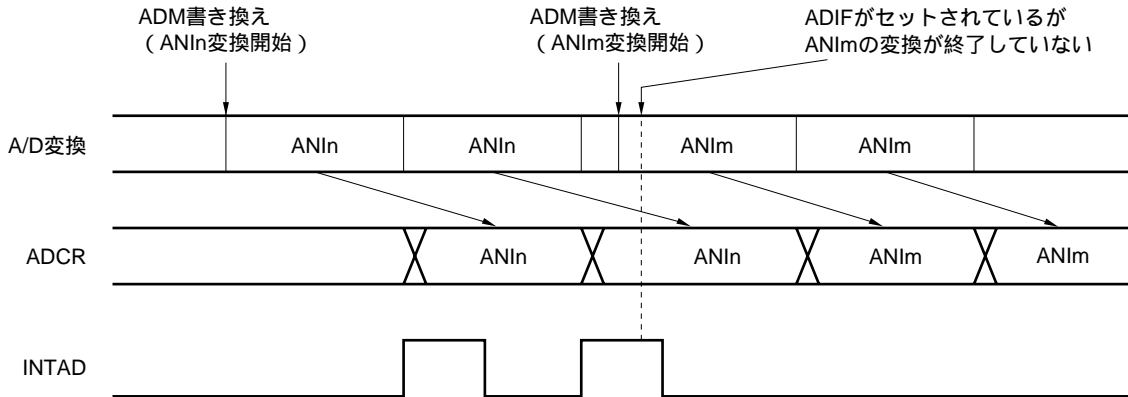 ADM書き換え
（ANIn変換開始）
ADM書き換え
（ANIm変換開始）
ADIFがセットされているが
ANImの変換が終了していない
A/D変換
ANIn
ANIn
ANIm
ANIm
ADCR
ANIn
ANIn
ANIm
ANIm
INTAD